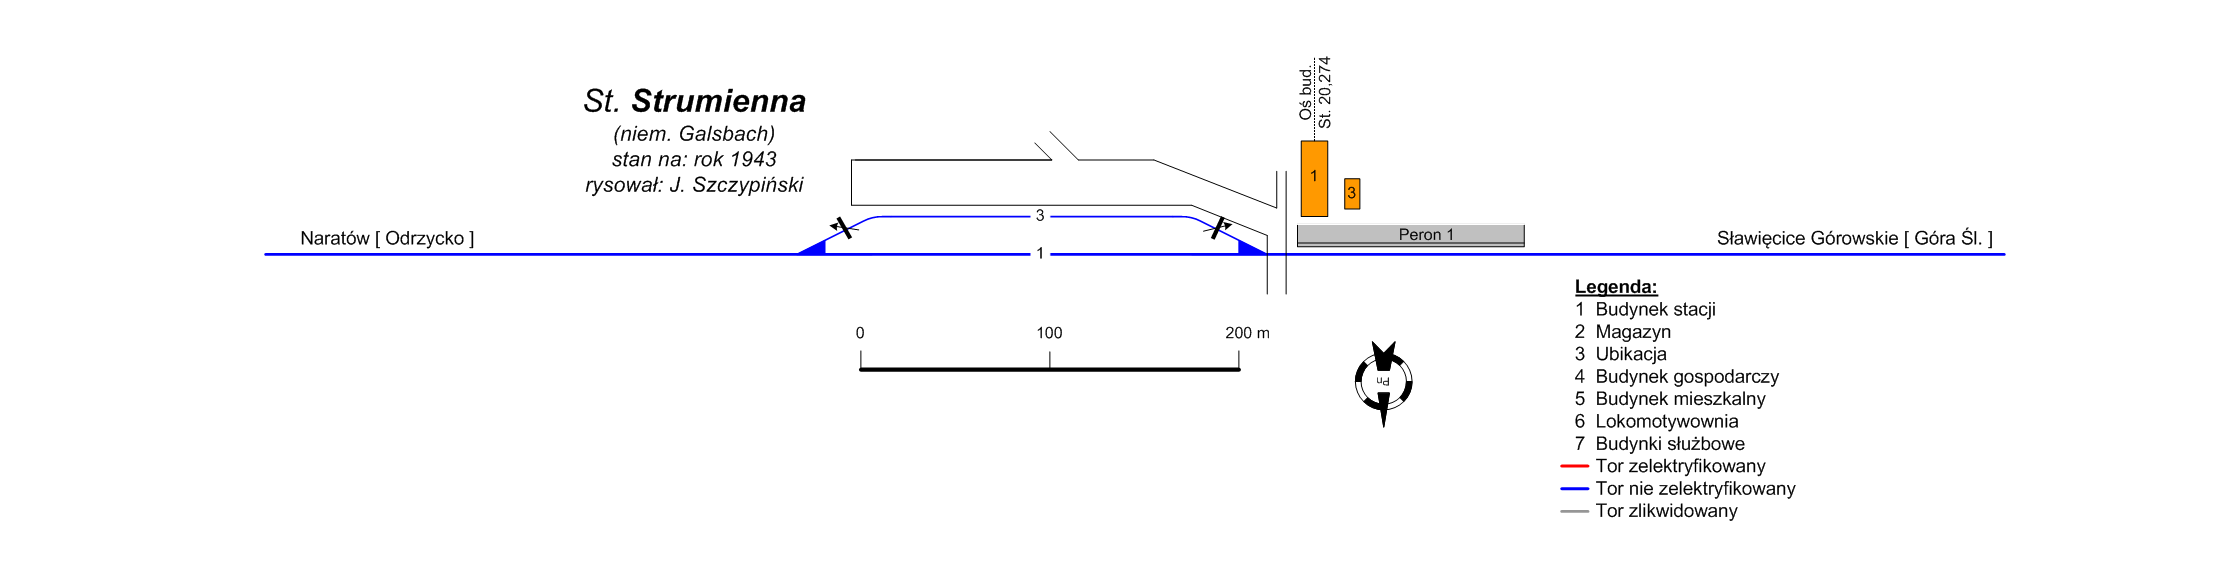 Oś bud.
St. 20,274
St. Strumienna
(niem. Galsbach)
stan na: rok 1943
rysował: J. Szczypiński
1
3
3
Peron 1
Naratów [ Odrzycko ]
Sławięcice Górowskie [ Góra Śl. ]
1
Legenda:
1 Budynek stacji
2 Magazyn
3 Ubikacja
4 Budynek gospodarczy
5 Budynek mieszkalny
6 Lokomotywownia
7 Budynki służbowe
Tor zelektryfikowany
Tor nie zelektryfikowany
Tor zlikwidowany
0 100 200 m
Pn